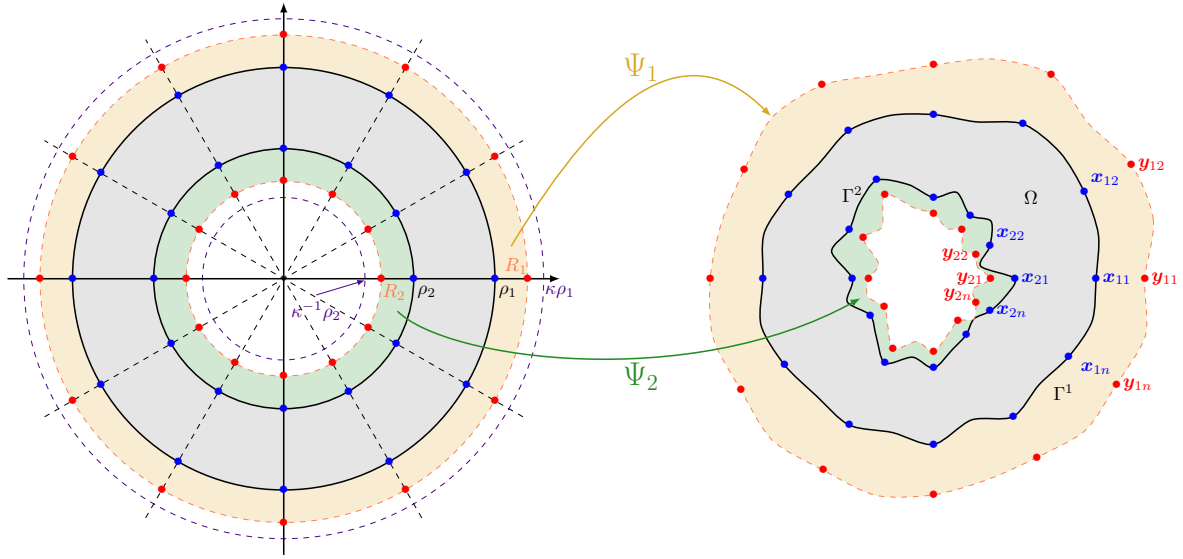 Ψ₁
R₁
R₂
ρ₂
ρ₁
κρ₁
κ⁻¹ρ₂
Ψ₂
y₁₂
x₁₂
Γ²
Ω
x₂₂
y₂₂
y₂₁
x₂₁
x₁₁
y₁₁
y₂ₙ
x₂ₙ
x₁ₙ
y₁ₙ
Γ¹